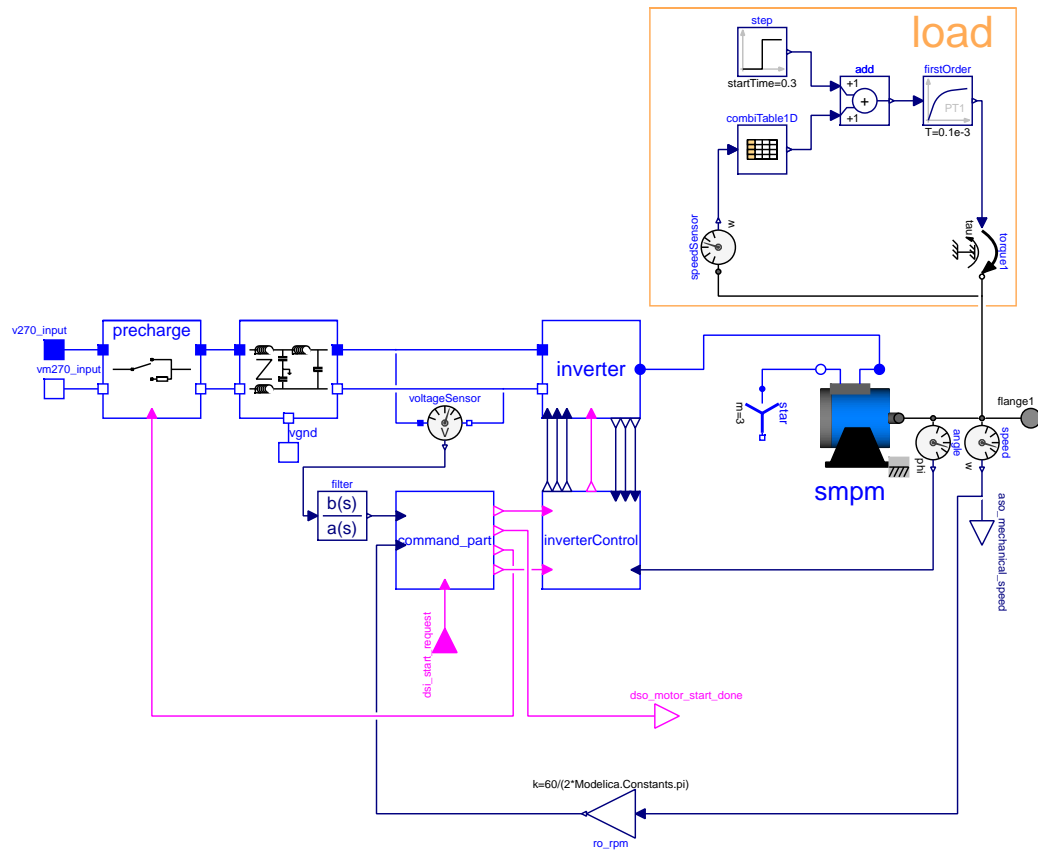 load
step
startTime=0.3
add
+1
+1
+
firstOrder
PT1
T=0.1e-3
combiTable1D
w
speedSensor
tau
torque1
v270_input
vm270_input
precharge
Z
vgnd
inverter
voltageSensor
V
star
m=3
smpm
flange1
angle
phi
speed
w
aso_mechanical_speed
filter
b(s)
a(s)
command_part
inverterControl
dsi_start_request
dso_motor_start_done
k=60/(2*Modelica.Constants.pi)
ro_rpm